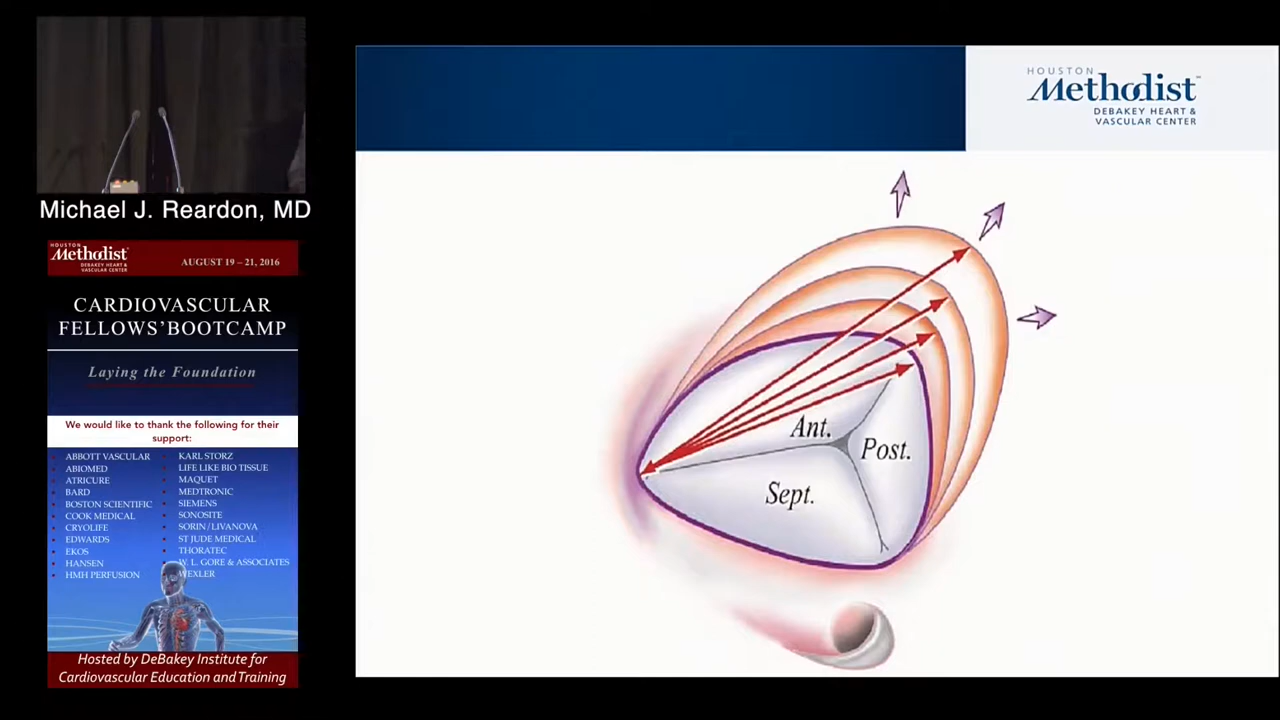 Michael J. Reardon, MD
HOUSTON
Methodist
DEBAKEY HEART &
VASCULAR CENTER
AUGUST 19 – 21, 2016
CARDIOVASCULAR
FELLOWS'BOOTCAMP
Laying the Foundation
We would like to thank the following for their
support:
ABBOTT VASCULAR
ABIOMED
ATRICURE
BARD
BOSTON SCIENTIFIC
COOK MEDICAL
CRYOLIFE
EDWARDS
EKOS
HANSEN
HMH PERFUSION
KARL STORZ
LIFE LIKE BIO TISSUE
MAQUET
MEDTRONIC
SIEMENS
SONOSITE
SORIN/LIVANOVA
ST JUDE MEDICAL
THORATEC
W. L. GORE & ASSOCIATES
WEXLER
Hosted by DeBakey Institute for
Cardiovascular Education and Training
HOUSTON
Methodist
DEBAKEY HEART &
VASCULAR CENTER
Ant.
Post.
Sept.